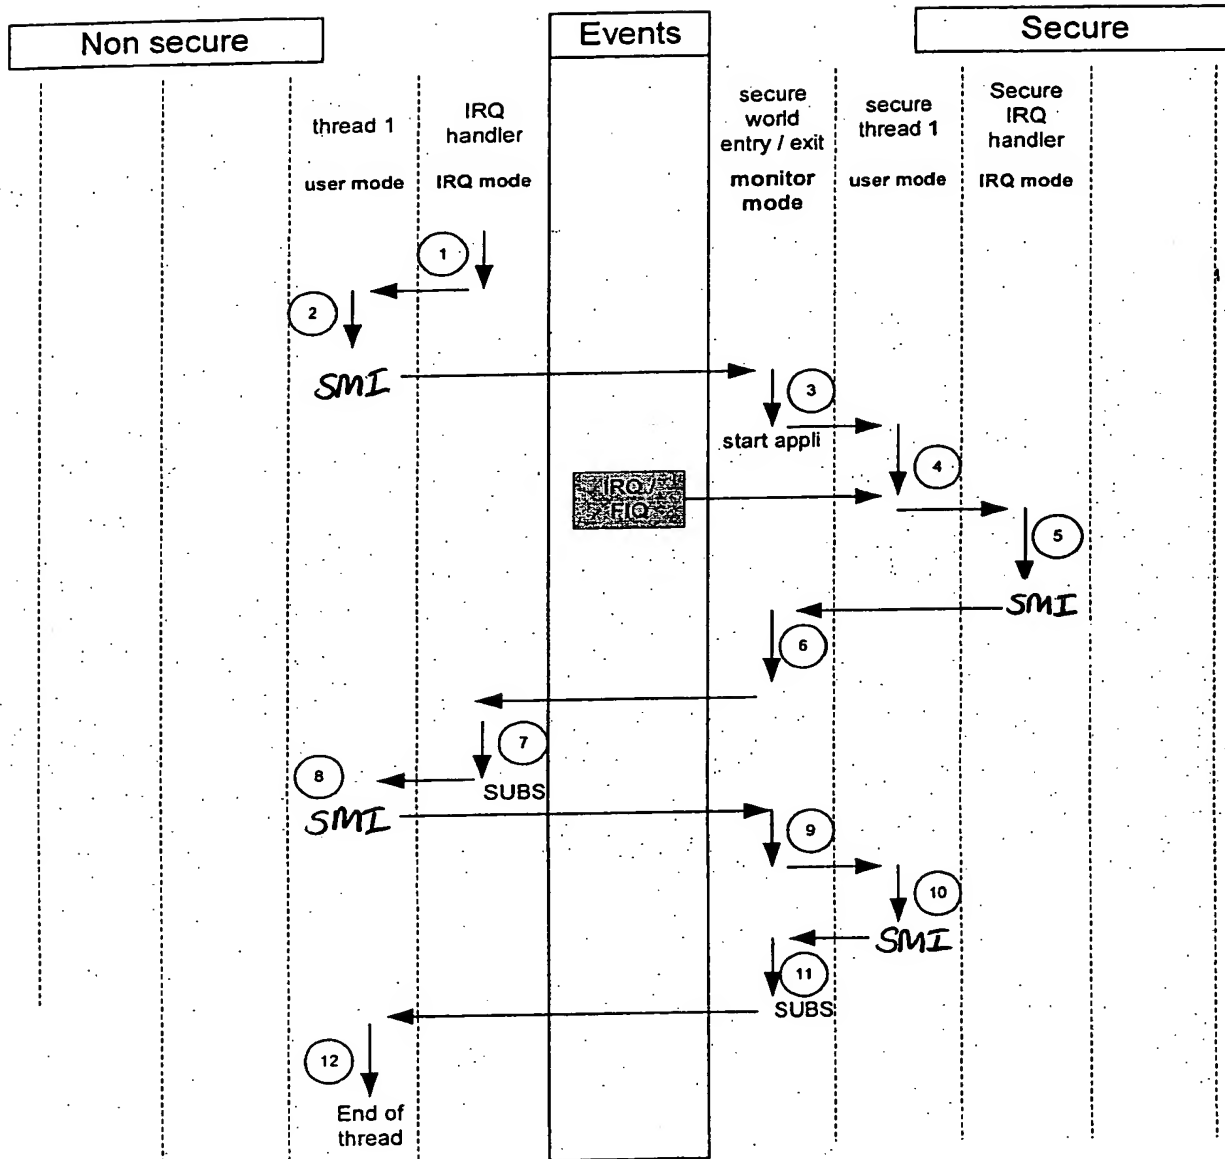 Non secure
Events
Secure
thread 1
user mode
IRQ
handler
IRQ mode
secure
world
entry / exit
monitor
mode
secure
thread 1
user mode
Secure
IRQ
handler
IRQ mode
1
2
SMI
3
start appli
4
IRQ /
FIQ
5
SMI
6
7
8
SUBS
SMI
9
10
SMI
11
SUBS
12
End of
thread